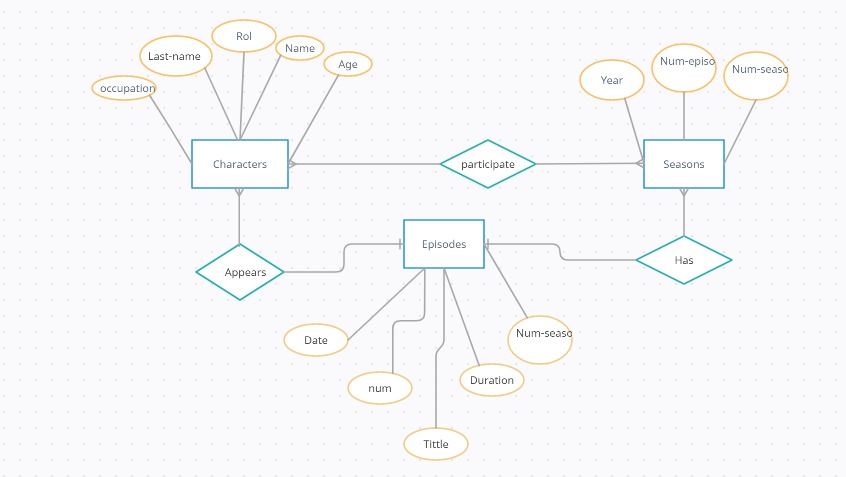 Rol
Name
Last-name
Age
occupation
Num-episo
Num-seaso
Year
Characters
participate
Seasons
Episodes
Appears
Has
Date
Num-seaso
num
Duration
Tittle